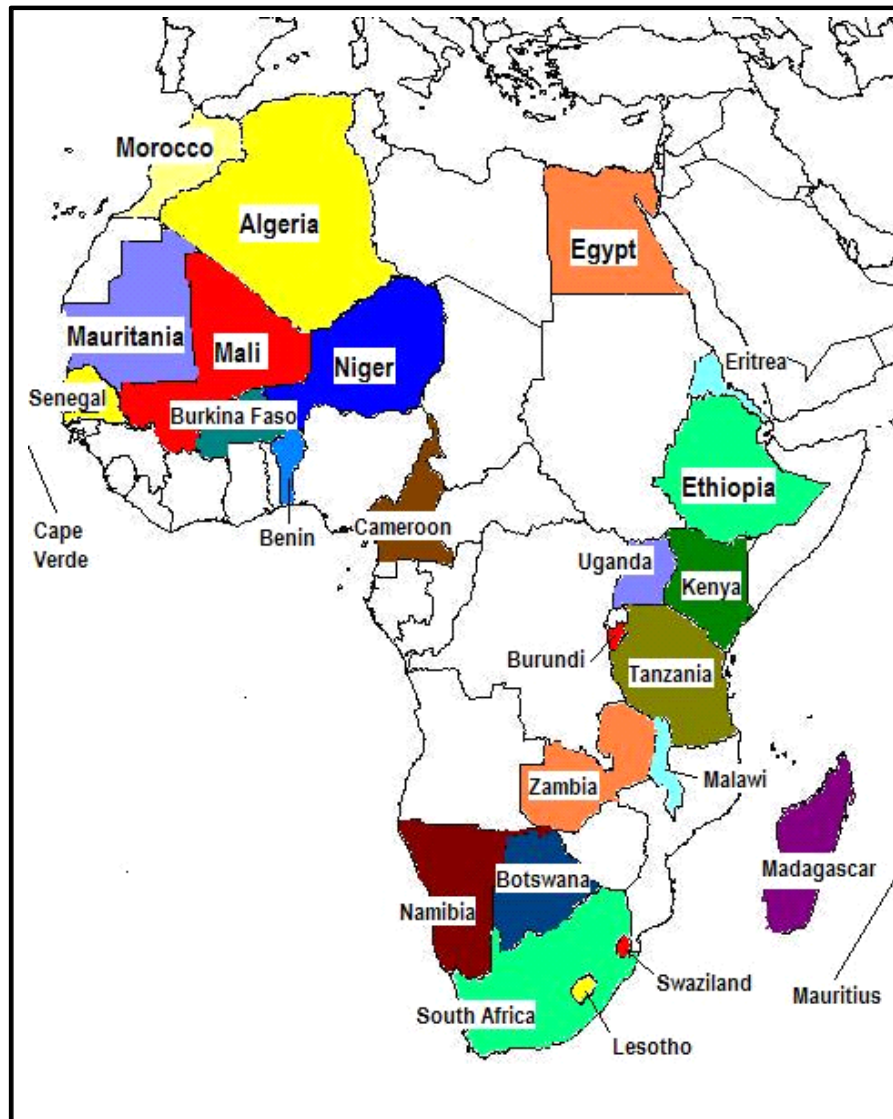 Morocco
Algeria
Egypt
Mauritania
Mali
Niger
Eritrea
Senegal
Burkina Faso
Ethiopia
Cape
Verde
Benin
Cameroon
Uganda
Kenya
Burundi
Tanzania
Zambia
Malawi
Madagascar
Botswana
Namibia
Swaziland
Mauritius
South Africa
Lesotho